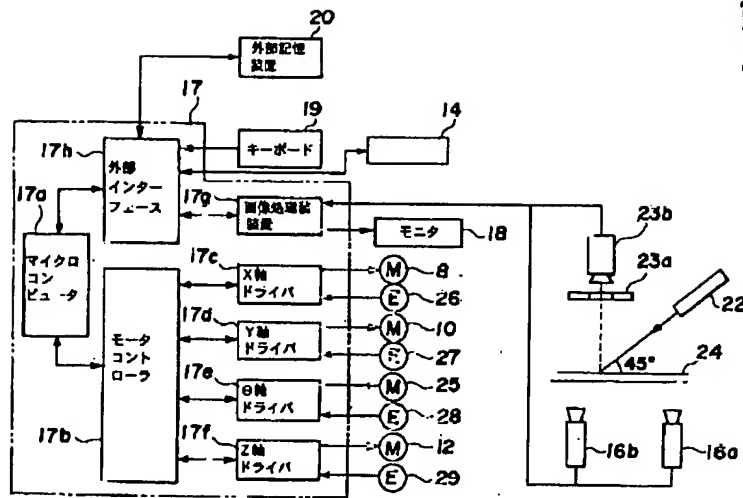 20
外部記憶
装置
17
19
14
17h
キーボード
外部
インター
フェース
17a
17g
画像処理装
装置
モニタ
18
23b
23a
22
マイクロ
コン
ピュータ
17c
X軸
ドライバ
M
8
E
26
17d
Y軸
ドライバ
M
10
E
27
24
45°
モータ
コント
ローラ
17e
Θ軸
ドライバ
M
25
E
28
17b
17f
Z軸
ドライバ
M
12
E
29
16b
16a